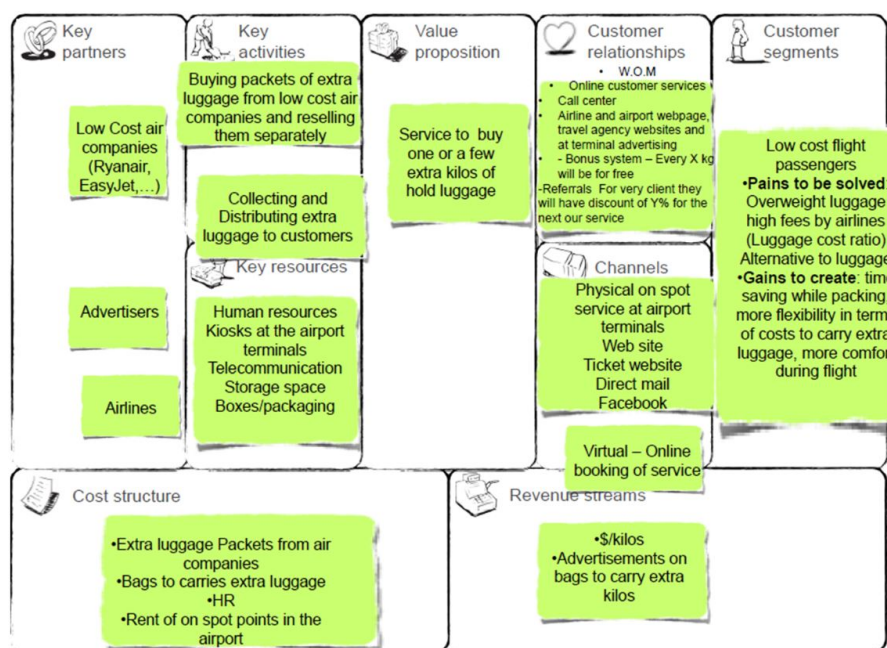 Key
partners
Low Cost air
companies
(Ryanair,
EasyJet,...)
Advertisers
Airlines
Key
activities
Buying packets of extra
luggage from low cost air
companies and reselling
them separately
Collecting and
Distributing extra
luggage to customers
Key resources
Human resources
Kiosks at the airport
terminals
Telecommunication
Storage space
Boxes/packaging
Value
proposition
Service to buy
one or a few
extra kilos of
hold luggage
Customer
relationships
• W.O.M
• Online customer services
• Call center
• Airline and airport webpage,
travel agency websites and
at terminal advertising
• - Bonus system – Every X kg
will be for free
-Referrals For very client they
will have discount of Y% for the
next our service
Channels
Physical on spot
service at airport
terminals
Web site
Ticket website
Direct mail
Facebook
Virtual – Online
booking of service
Customer
segments
Low cost flight
passengers
•Pains to be solved
Overweight luggage
high fees by airlines
(Luggage cost ratio)
Alternative to luggage
•Gains to create: time
saving while packing,
more flexibility in term
of costs to carry extra
luggage, more comfor
during flight
Cost structure
•Extra luggage Packets from air
companies
•Bags to carries extra luggage
•HR
•Rent of on spot points in the
airport
Revenue streams
•$/kilos
•Advertisements on
bags to carry extra
kilos